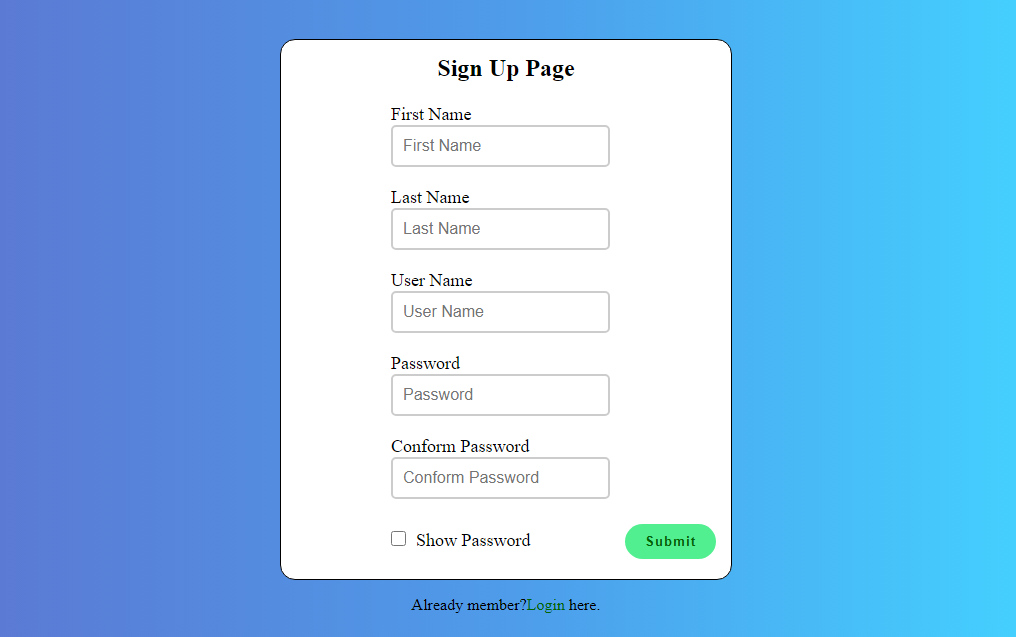 Sign Up Page
First Name
First Name
Last Name
Last Name
User Name
User Name
Password
Password
Conform Password
Conform Password
Show Password
Submit
Already member?Login here.